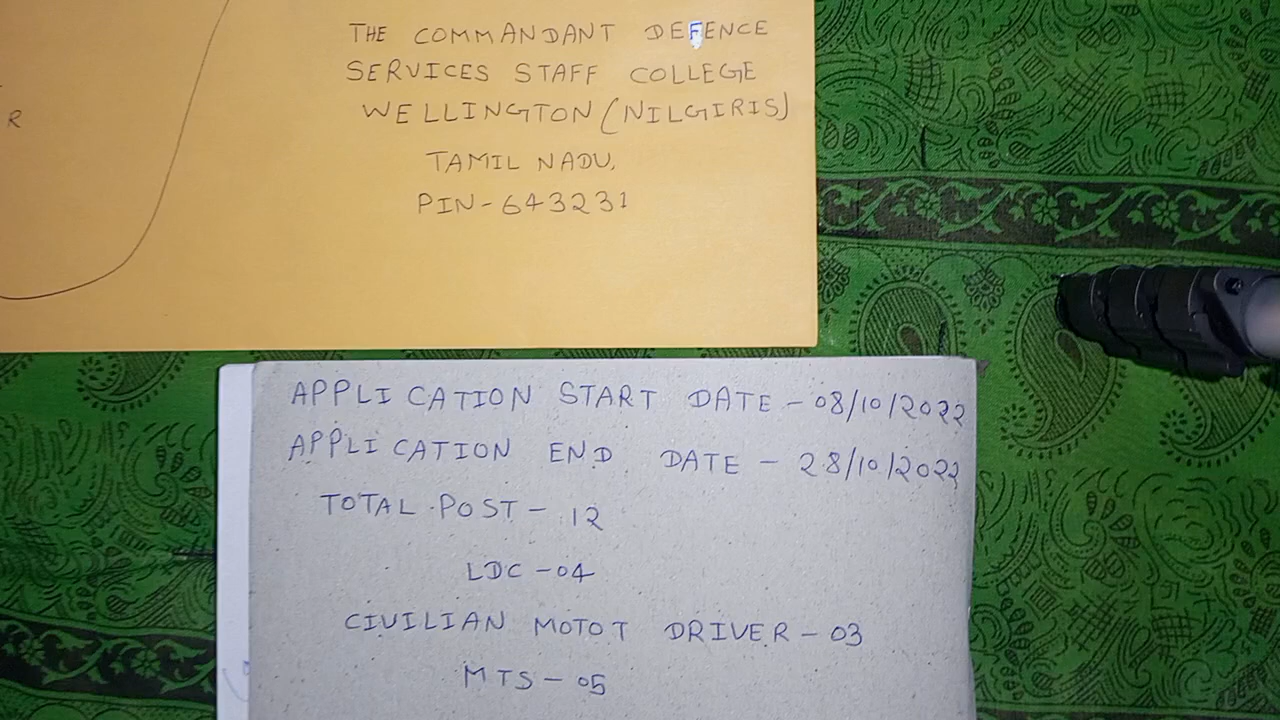 THE COMMANDANT DEFENCE
SERVICES STAFF COLLEGE
WELLINGTON (NILGIRIS)
R
TAMIL NADU,
PIN-643231
APPLICATION START DATE - 08/10/2022
APPLICATION END DATE - 28/10/2022
TOTAL POST - 12
LDC - 04
CIVILIAN MOTOT DRIVER - 03
MTS - 05